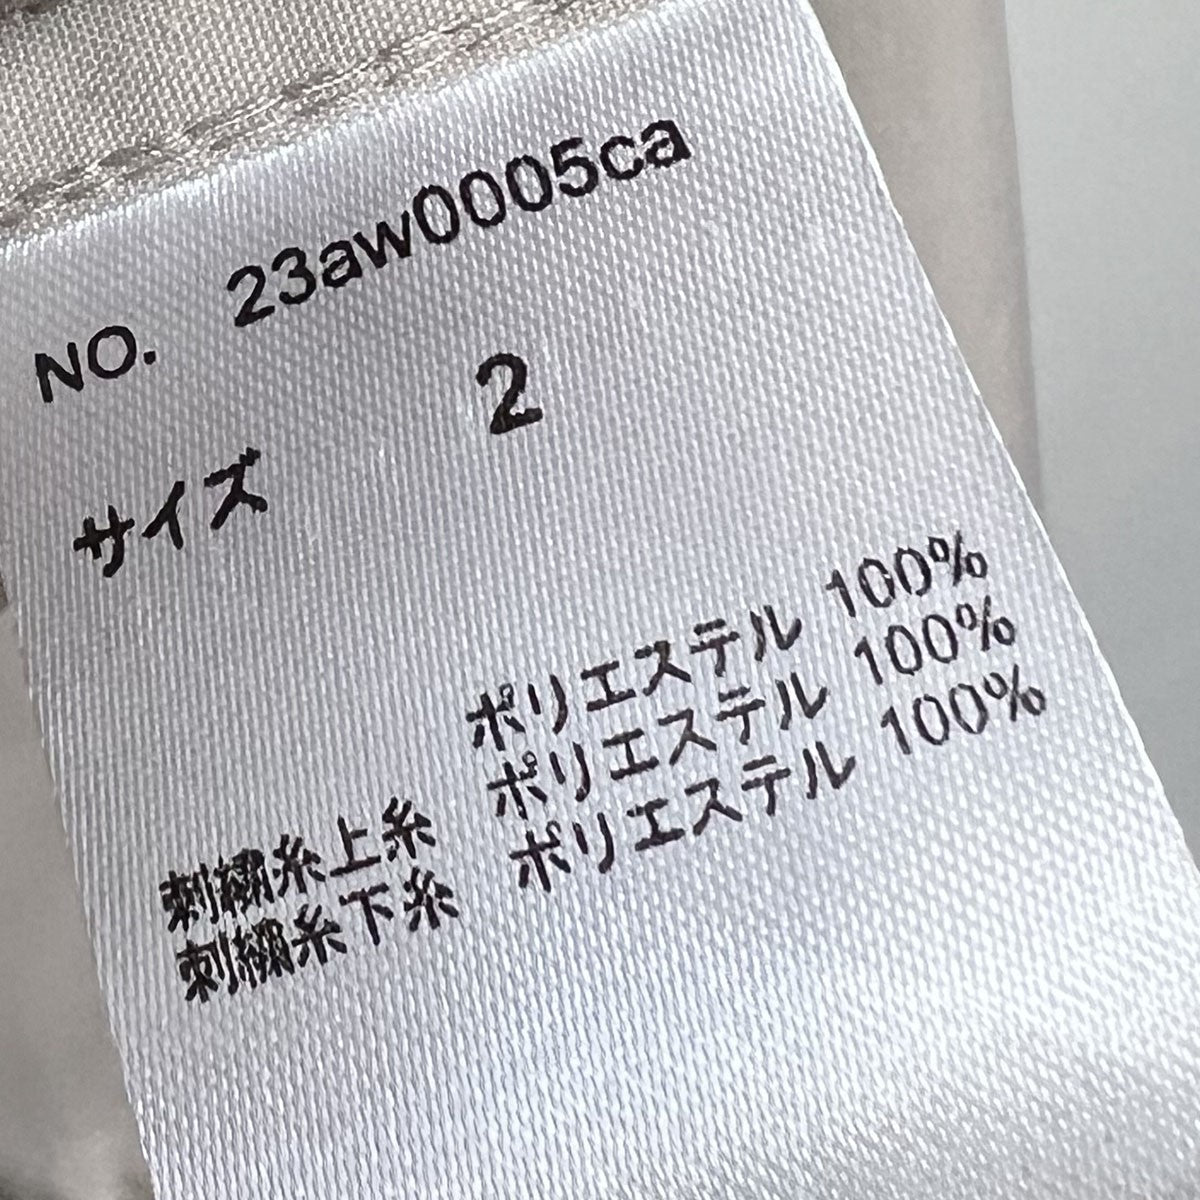 NO. 23aw0005ca
サイズ 2
ポリエステル 100%
刺繍糸上糸 ポリエステル 100%
刺繍糸下糸 ポリエステル 100%